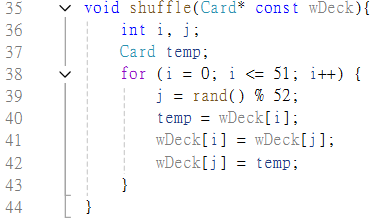 35 void shuffle(Card* const wDeck){
36     int i, j;
37     Card temp;
38     for (i = 0; i <= 51; i++) {
39         j = rand() % 52;
40         temp = wDeck[i];
41         wDeck[i] = wDeck[j];
42         wDeck[j] = temp;
43     }
44 }